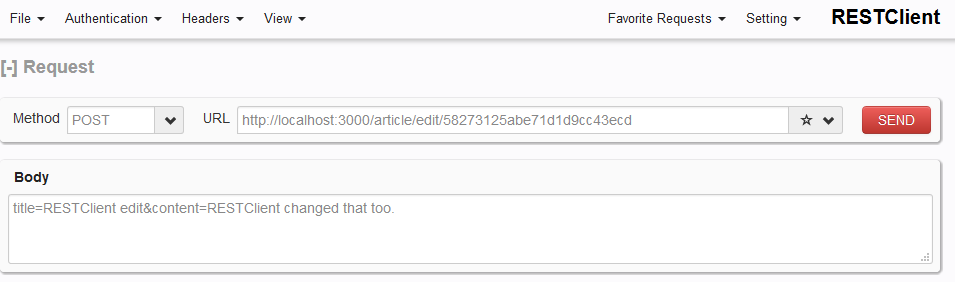 File Authentication Headers View Favorite Requests Setting RESTClient
[-] Request
Method POST URL http://localhost:3000/article/edit/58273125abe71d1d9cc43ecd SEND
Body
title=RESTClient edit&content=RESTClient changed that too.